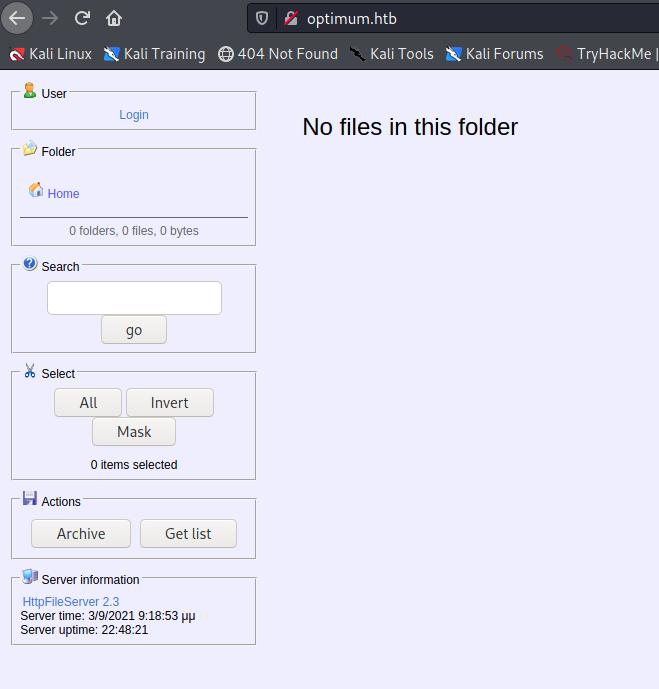 optimum.htb
Kali Linux Kali Training 404 Not Found Kali Tools Kali Forums TryHackMe |
User
Login
No files in this folder
Folder
Home
0 folders, 0 files, 0 bytes
Search
go
Select
All Invert
Mask
0 items selected
Actions
Archive Get list
Server information
HttpFileServer 2.3
Server time: 3/9/2021 9:18:53 μμ
Server uptime: 22:48:21